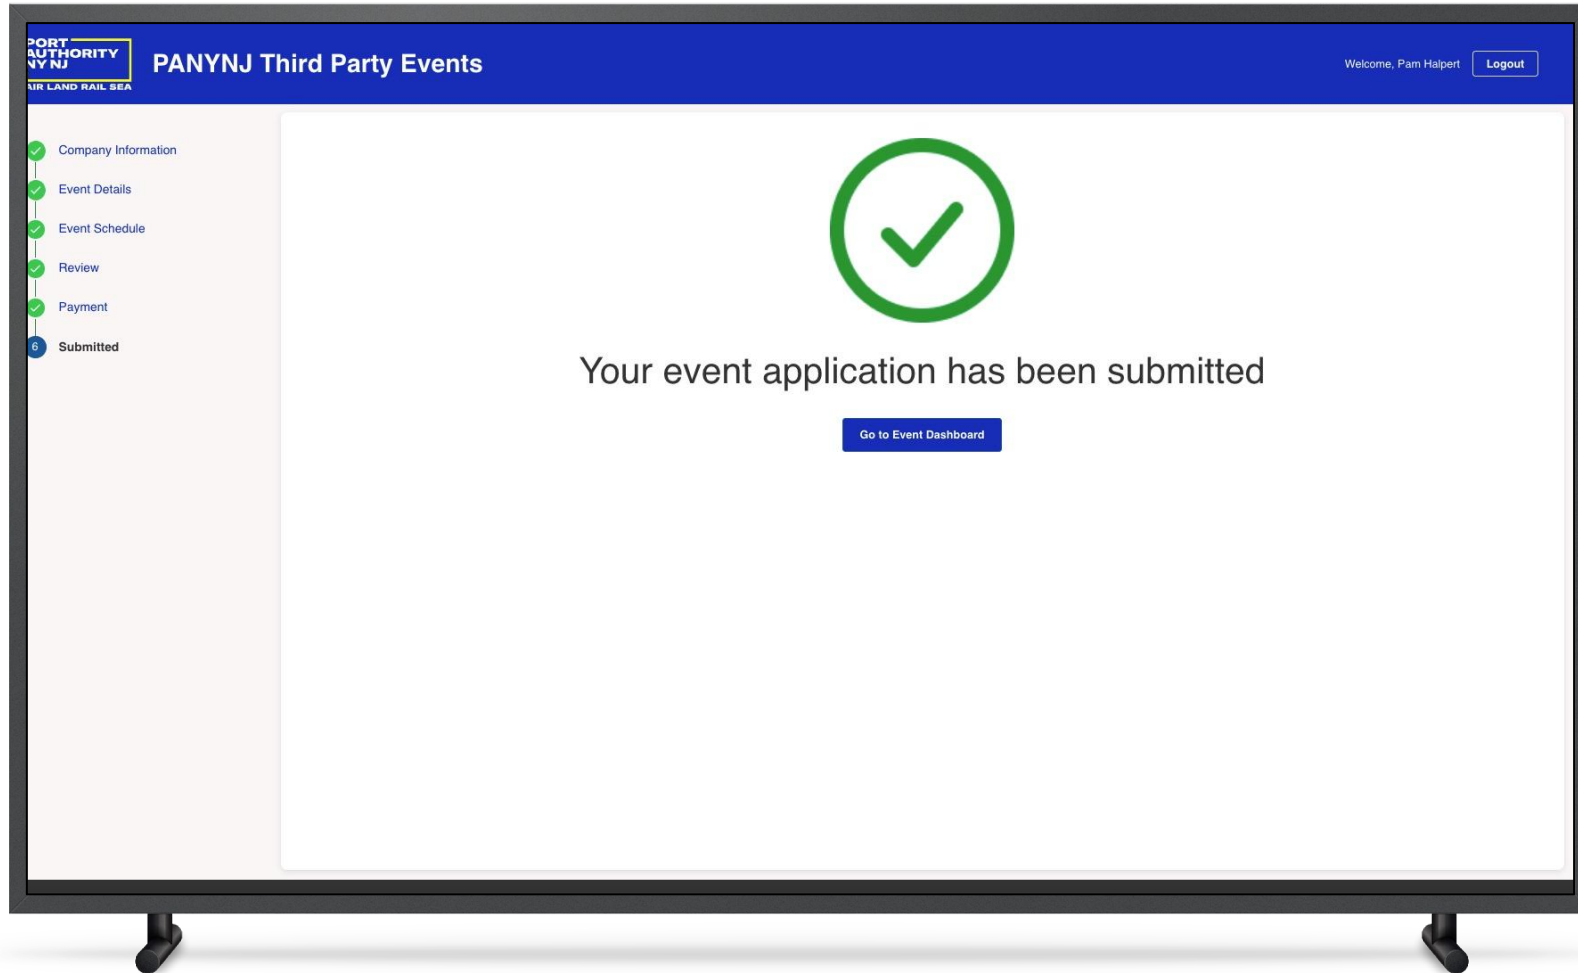 PORT
AUTHORITY
NY NJ
AIR LAND RAIL SEA
PANYNJ Third Party Events
Welcome, Pam Halpert
Logout
Company Information
Event Details
Event Schedule
Review
Payment
6 Submitted
Your event application has been submitted
Go to Event Dashboard